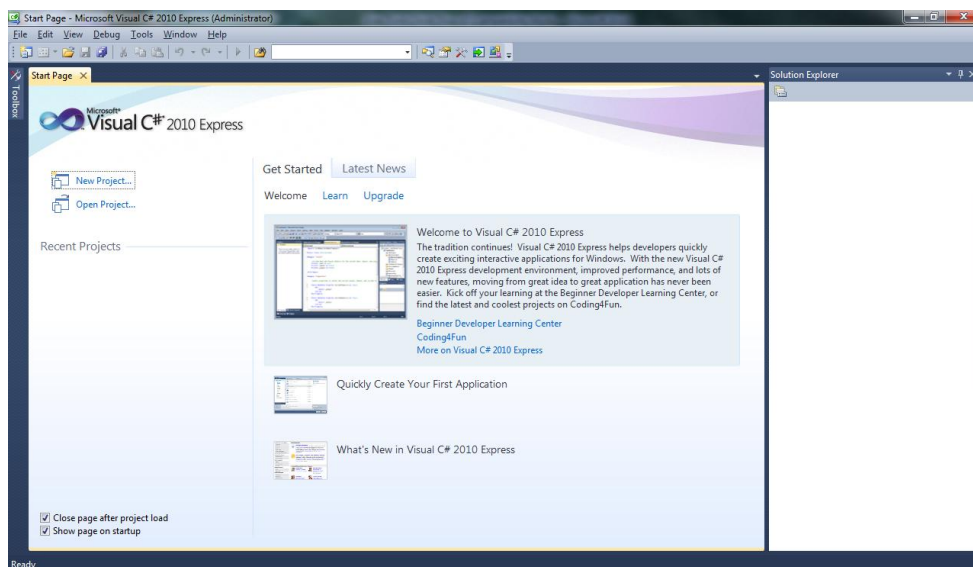 Start Page - Microsoft Visual C# 2010 Express (Administrator)
File Edit View Debug Tools Window Help
Toolbox
Start Page
Solution Explorer
Microsoft®
Visual C#® 2010 Express
New Project...
Open Project...
Recent Projects
Get Started Latest News
Welcome Learn Upgrade
Welcome to Visual C# 2010 Express
The tradition continues! Visual C# 2010 Express helps developers quickly
create exciting interactive applications for Windows. With the new Visual C#
2010 Express development environment, improved performance, and lots of
new features, moving from great idea to great application has never been
easier. Kick off your learning at the Beginner Developer Learning Center, or
find the latest and coolest projects on Coding4Fun.
Beginner Developer Learning Center
Coding4Fun
More on Visual C# 2010 Express
Quickly Create Your First Application
What's New in Visual C# 2010 Express
Close page after project load
Show page on startup
Ready